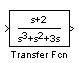 s+2
s³+s²+3s
Transfer Fcn